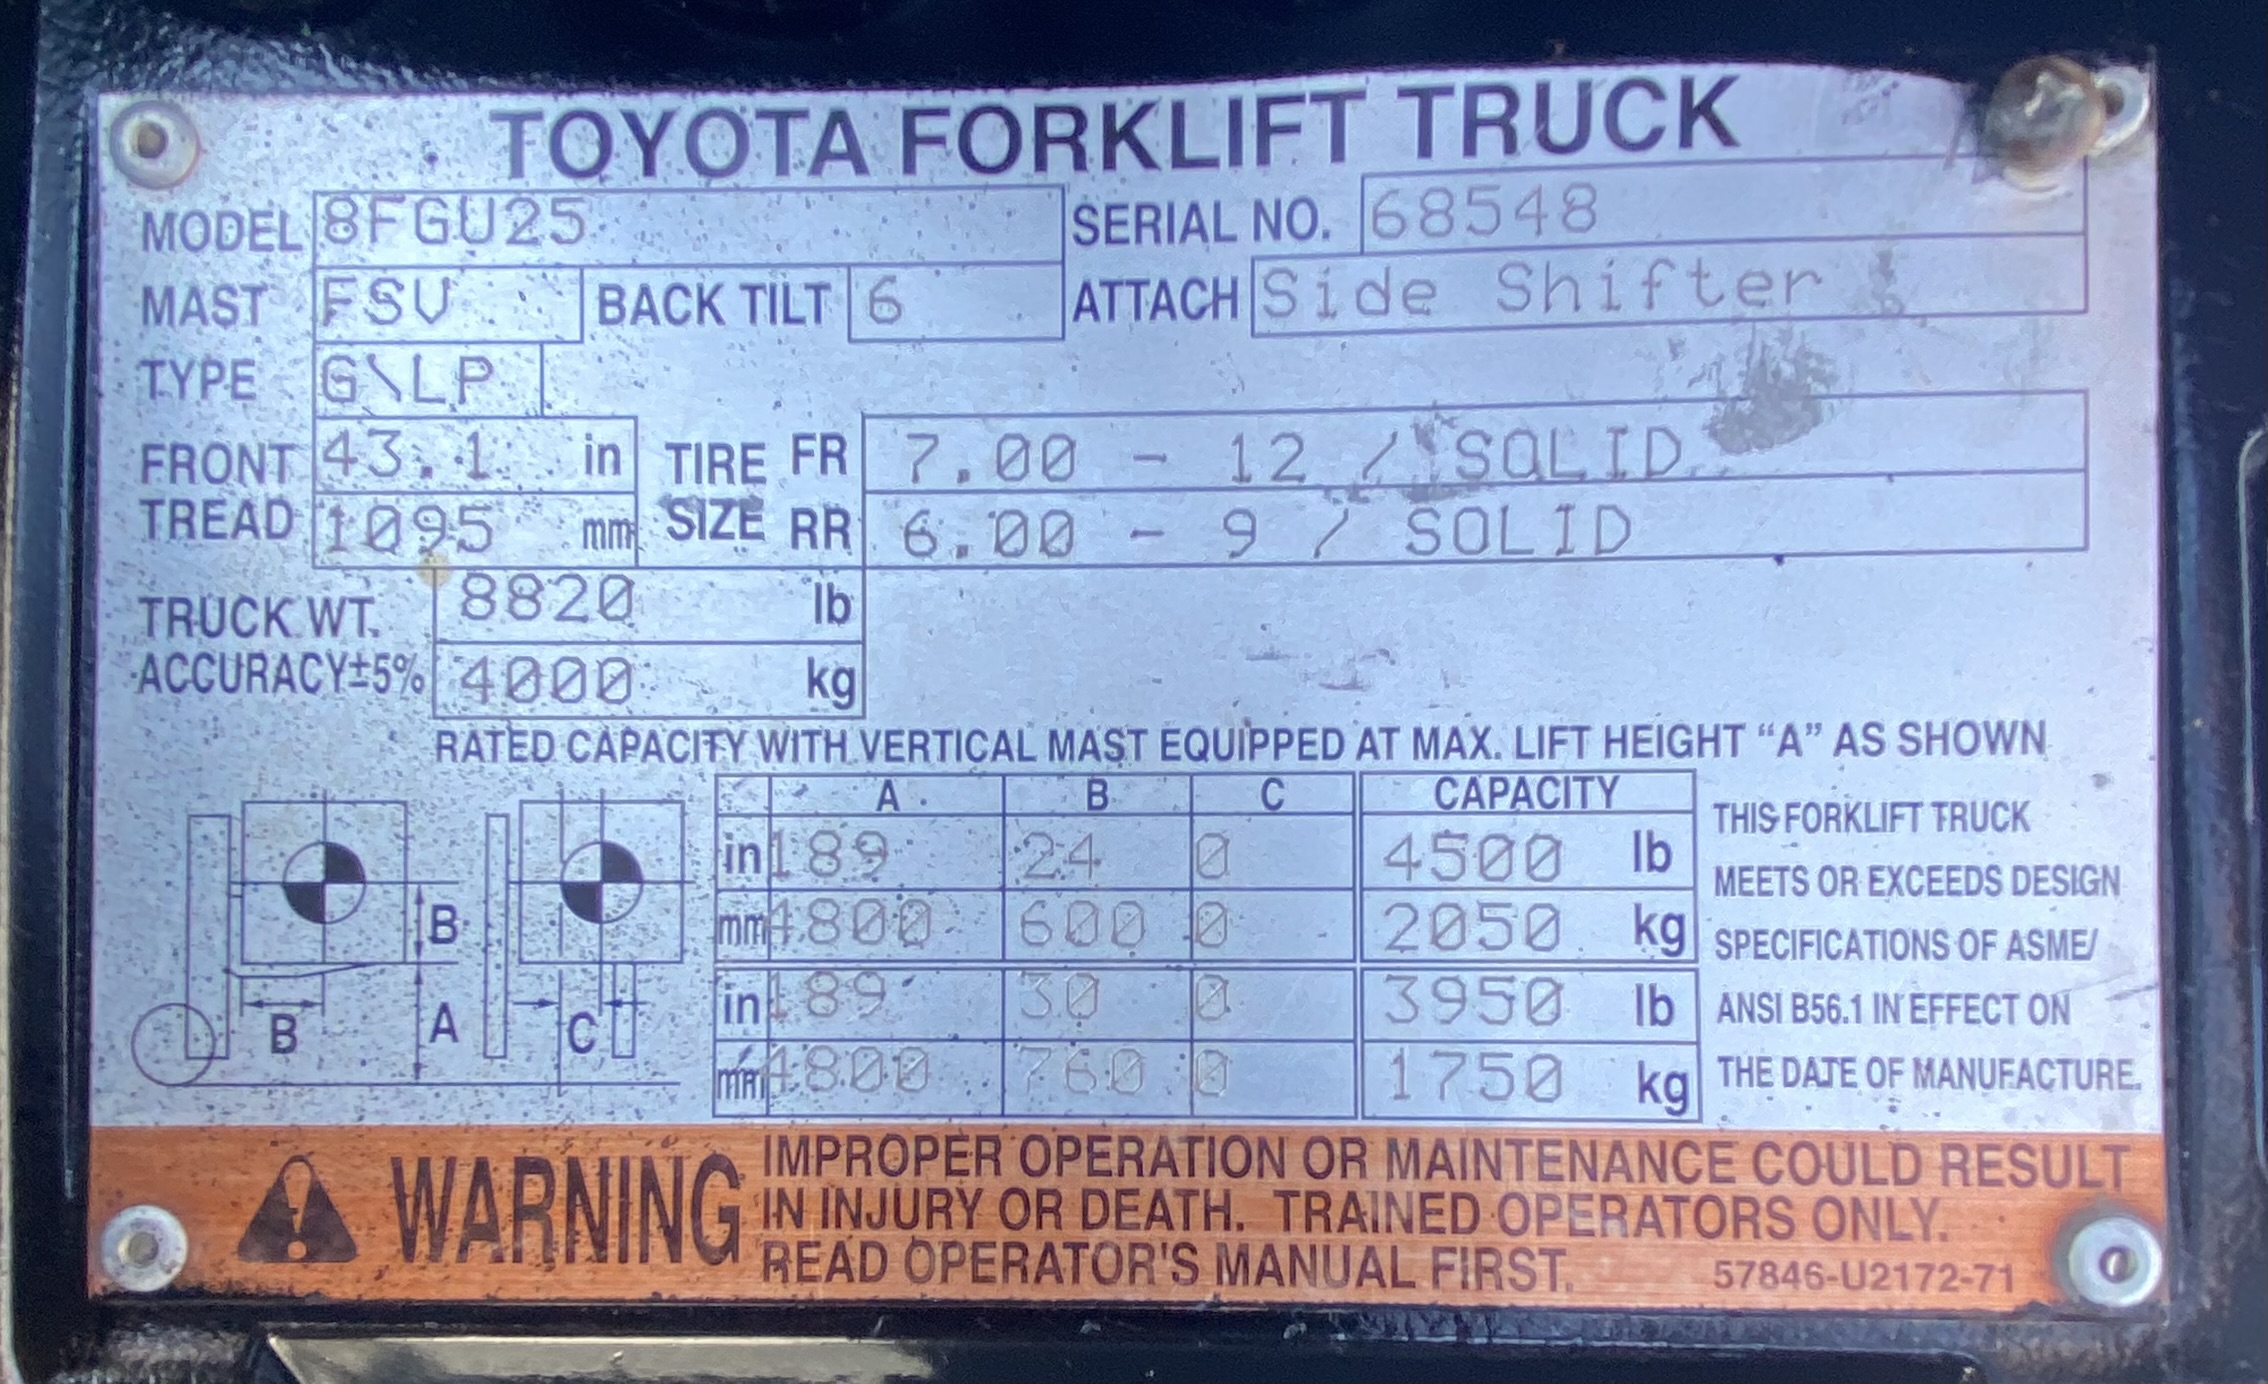 TOYOTA FORKLIFT TRUCK
MODEL 8FGU25 SERIAL NO. 68548
MAST FSV BACK TILT 6 ATTACH Side Shifter
TYPE G\LP
FRONT TREAD 43.1 in TIRE SIZE FR 7.00 - 12 / SOLID
1095 mm RR 6.00 - 9 / SOLID
TRUCK WT. 8820 lb
ACCURACY±5% 4000 kg
RATED CAPACITY WITH VERTICAL MAST EQUIPPED AT MAX. LIFT HEIGHT “A” AS SHOWN
A B C CAPACITY
in 189 24 0 4500 lb
mm 4800 600 0 2050 kg
in 189 30 0 3950 lb
mm 4800 760 0 1750 kg
B B A C
THIS FORKLIFT TRUCK
MEETS OR EXCEEDS DESIGN
SPECIFICATIONS OF ASME/
ANSI B56.1 IN EFFECT ON
THE DATE OF MANUFACTURE.
WARNING
IMPROPER OPERATION OR MAINTENANCE COULD RESULT
IN INJURY OR DEATH. TRAINED OPERATORS ONLY.
READ OPERATOR'S MANUAL FIRST.
57846-U2172-71